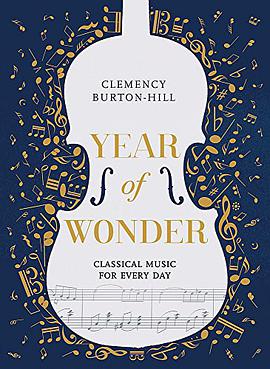 CLEMENCY
BURTON-HILL
YEAR
of
WONDER
CLASSICAL MUSIC
FOR EVERY DAY